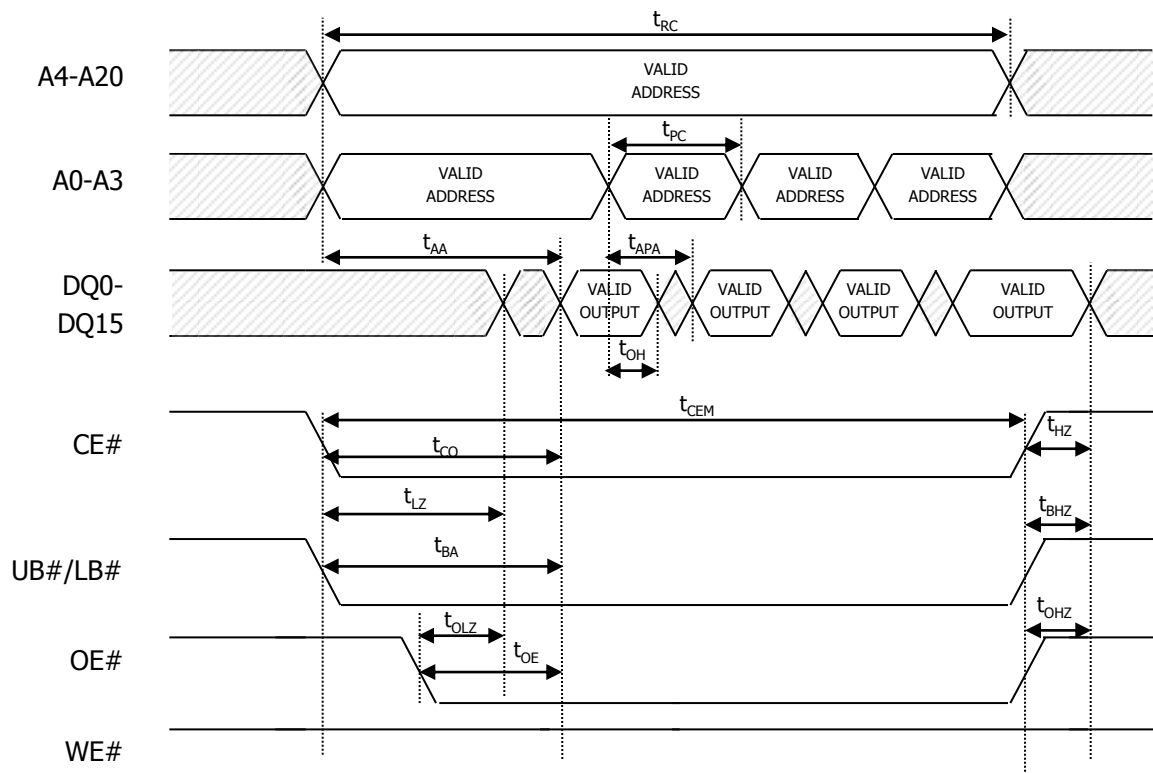 tRC
A4-A20
VALID
ADDRESS
tPC
A0-A3
VALID
ADDRESS
VALID
ADDRESS
VALID
ADDRESS
VALID
ADDRESS
tAA
tAPA
DQ0-
DQ15
VALID
OUTPUT
VALID
OUTPUT
VALID
OUTPUT
VALID
OUTPUT
tOH
tCEM
CE#
tCO
tHZ
tLZ
tBHZ
UB#/LB#
tBA
tOLZ
tOHZ
OE#
tOE
WE#